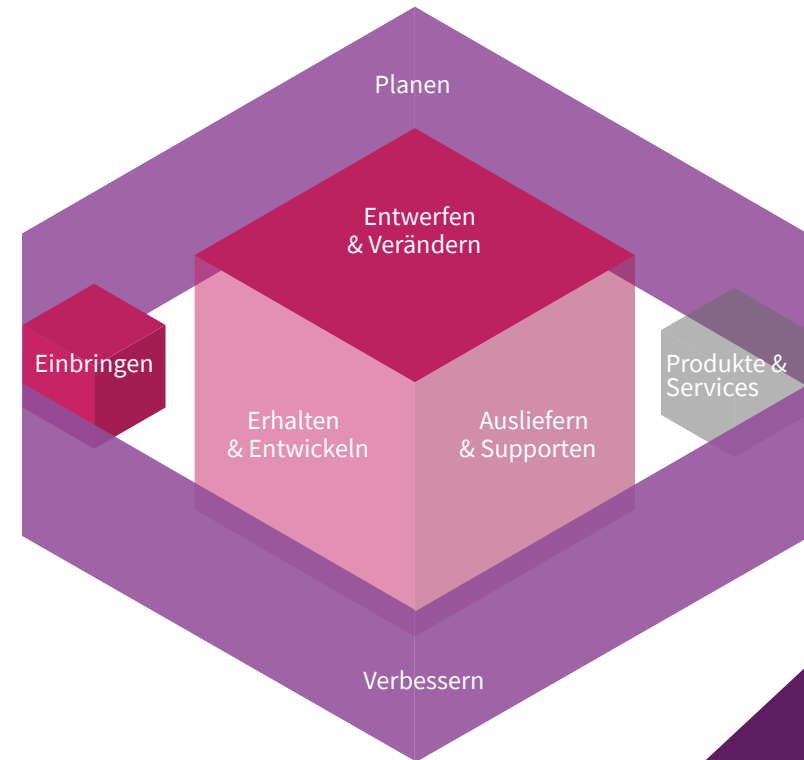 Planen
Entwerfen
& Verändern
Einbringen
Produkte &
Services
Erhalten
& Entwickeln
Ausliefern
& Supporten
Verbessern